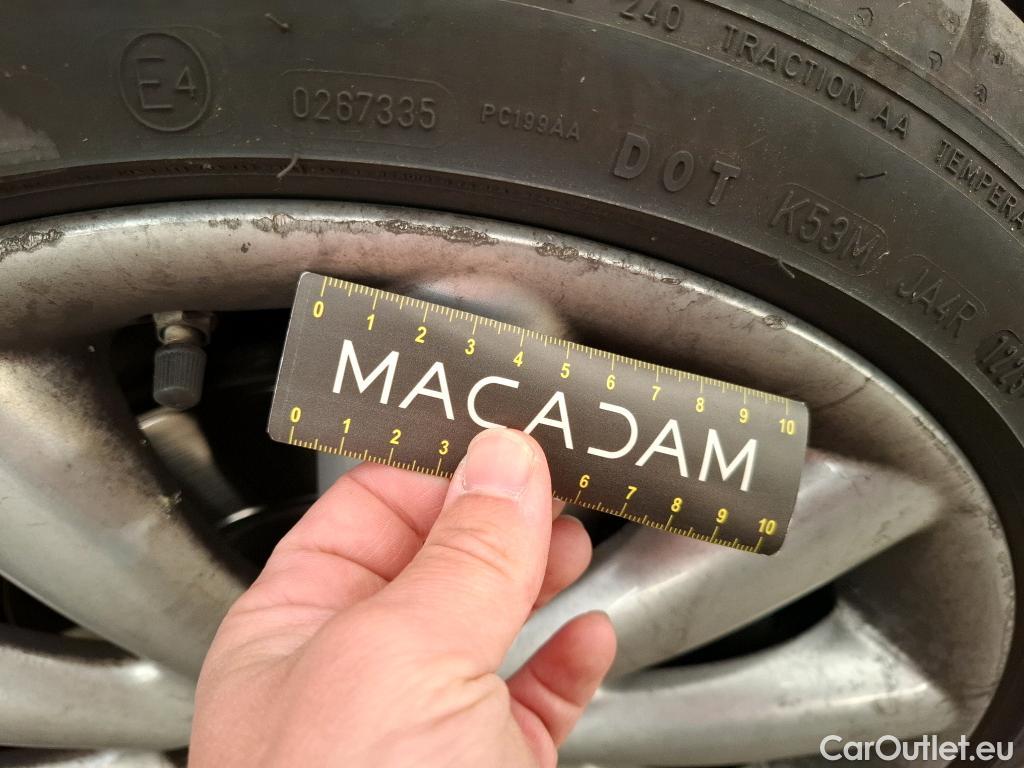 240 TRACTION AA TEMPERA
E4
0267335
PC199AA
DOT K53M JA4R 1223
0 1 2 3 4 5 6 7 8 9 10
MACADAM
0 1 2 3 6 7 8 9 10
CarOutlet.eu